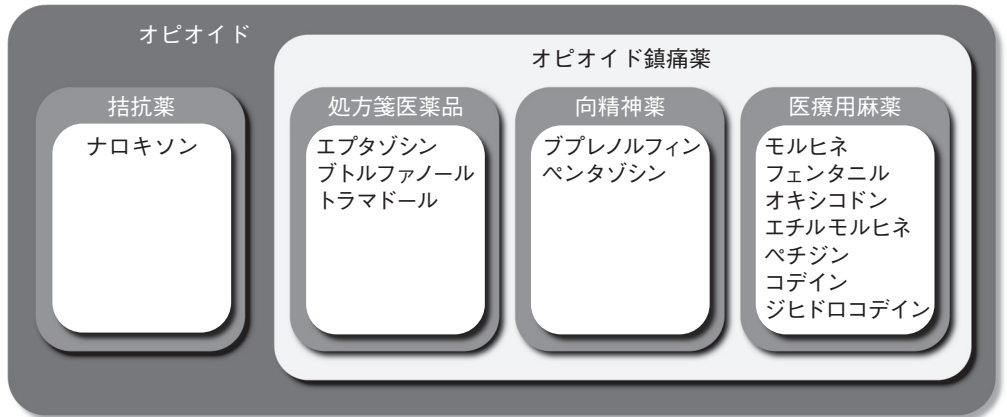 オピオイド
オピオイド鎮痛薬
拮抗薬
ナロキソン
処方箋医薬品
エプタゾシン
ブトルファノール
トラマドール
向精神薬
ブプレノルフィン
ペンタゾシン
医療用麻薬
モルヒネ
フェンタニル
オキシコドン
エチルモルヒネ
ペチジン
コデイン
ジヒドロコデイン